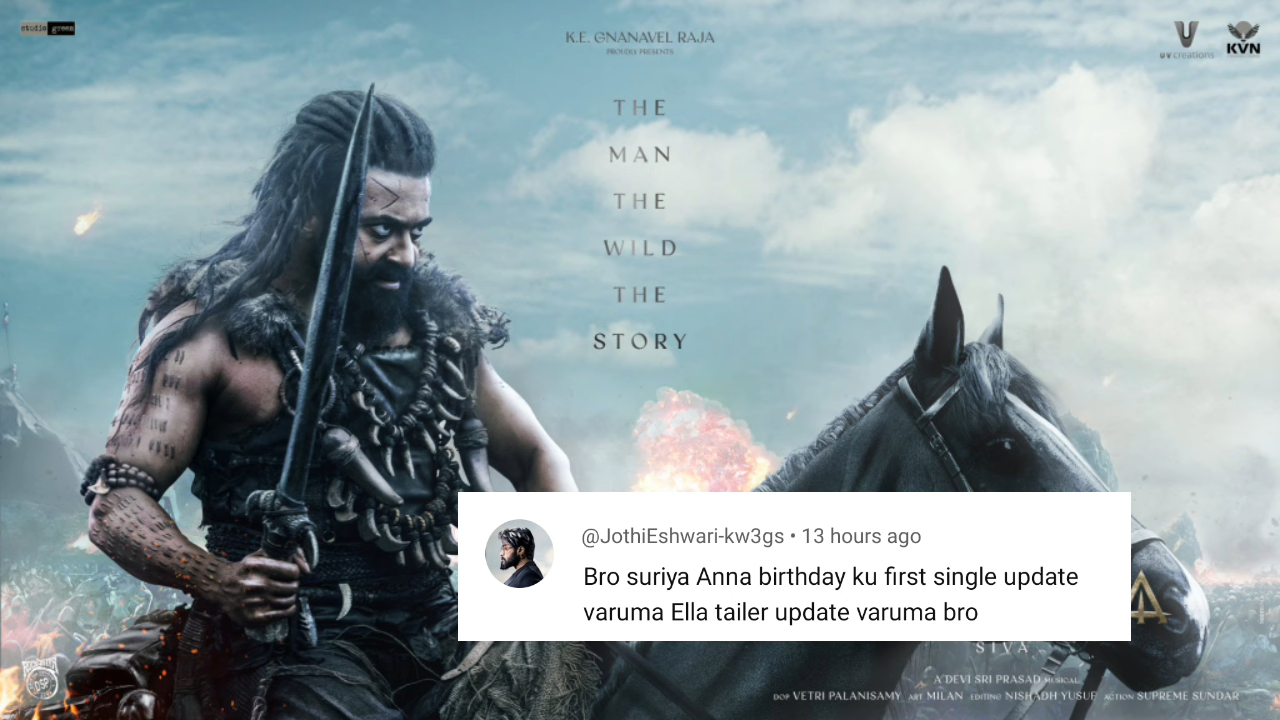 studio green
K.E. GNANAVEL RAJA
PROUDLY PRESENTS
UV creations
KVN
THE
MAN
THE
WILD
THE
STORY
@JothiEshwari-kw3gs • 13 hours ago
Bro suriya Anna birthday ku first single update
varuma Ella tailer update varuma bro
SIVA
A DEVI SRI PRASAD MUSICAL
DOP VETRI PALANISAMY ART MILAN EDITING NISHADH YUSUF ACTION SUPREME SUNDAR
ROCKSTAR
DSP